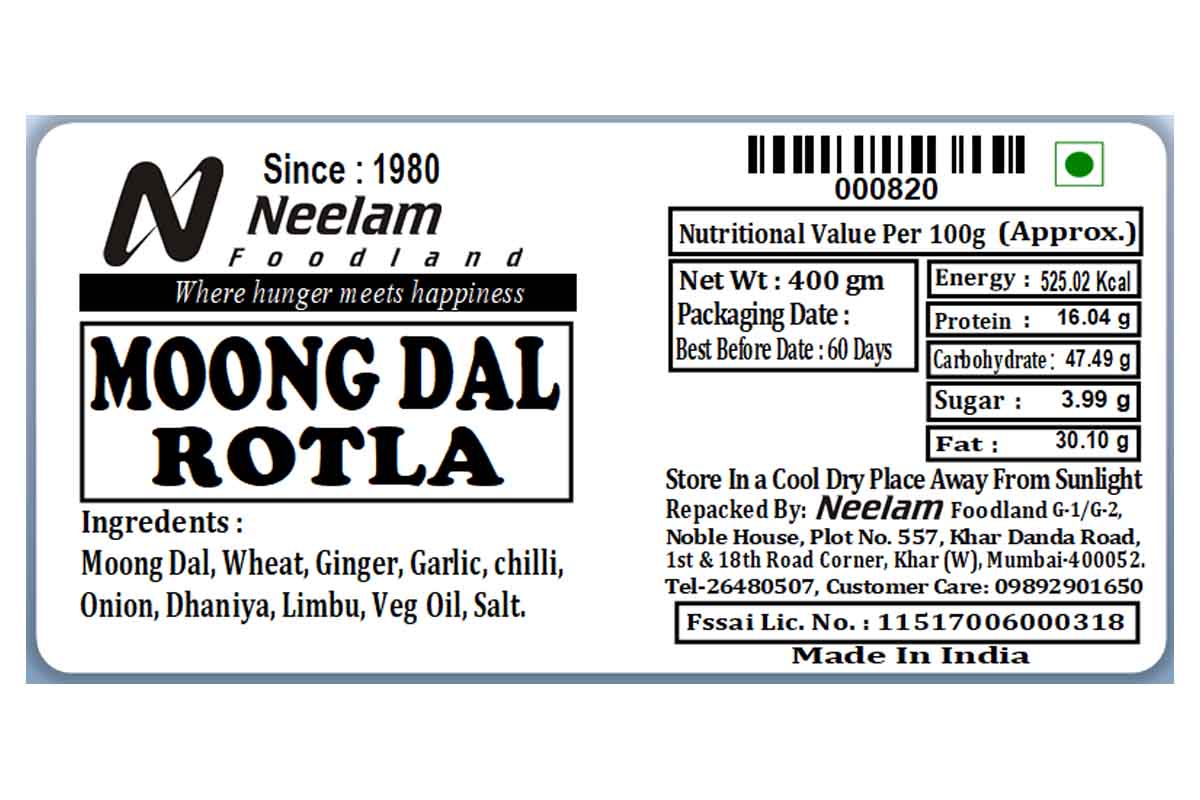 Since : 1980
Neelam
Foodland
Where hunger meets happiness
MOONG DAL
ROTLA
Ingredents :
Moong Dal, Wheat, Ginger, Garlic, chilli,
Onion, Dhaniya, Limbu, Veg Oil, Salt.
000820
Nutritional Value Per 100g (Approx.)
Net Wt : 400 gm
Packaging Date :
Best Before Date : 60 Days
Energy : 525.02 Kcal
Protein : 16.04 g
Carbohydrate : 47.49 g
Sugar : 3.99 g
Fat : 30.10 g
Store In a Cool Dry Place Away From Sunlight
Repacked By: Neelam Foodland G-1/G-2,
Noble House, Plot No. 557, Khar Danda Road,
1st & 18th Road Corner, Khar (W), Mumbai-400052.
Tel-26480507, Customer Care: 09892901650
Fssai Lic. No. : 11517006000318
Made In India